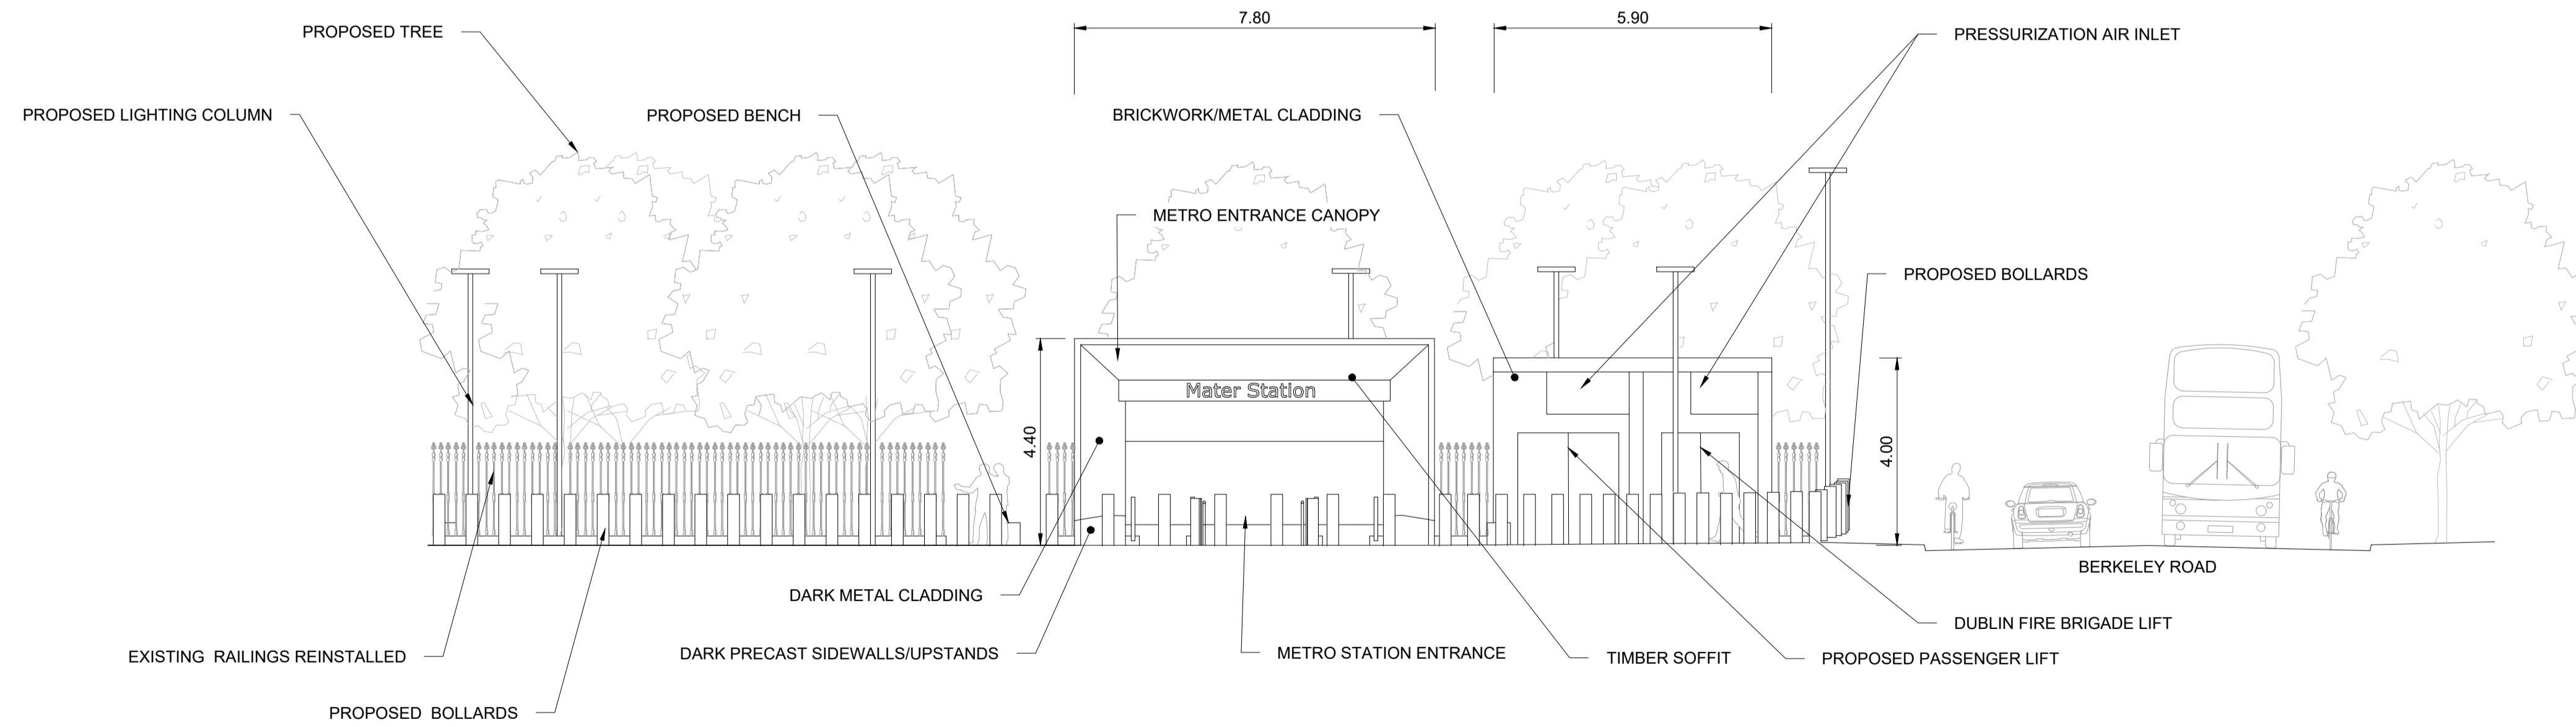 7.80
5.90
PROPOSED TREE
PRESSURIZATION AIR INLET
PROPOSED LIGHTING COLUMN
PROPOSED BENCH
BRICKWORK/METAL CLADDING
METRO ENTRANCE CANOPY
PROPOSED BOLLARDS
Mater Station
4.40
4.00
BERKELEY ROAD
DARK METAL CLADDING
DUBLIN FIRE BRIGADE LIFT
EXISTING  RAILINGS REINSTALLED
DARK PRECAST SIDEWALLS/UPSTANDS
METRO STATION ENTRANCE
TIMBER SOFFIT
PROPOSED PASSENGER LIFT
PROPOSED  BOLLARDS